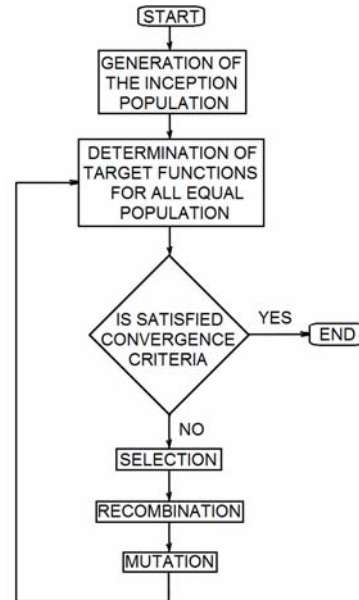 START
GENERATION OF
THE INCEPTION
POPULATION
DETERMINATION OF
TARGET FUNCTIONS
FOR ALL EQUAL
POPULATION
IS SATISFIED
CONVERGENCE
CRITERIA
YES
END
NO
SELECTION
RECOMBINATION
MUTATION